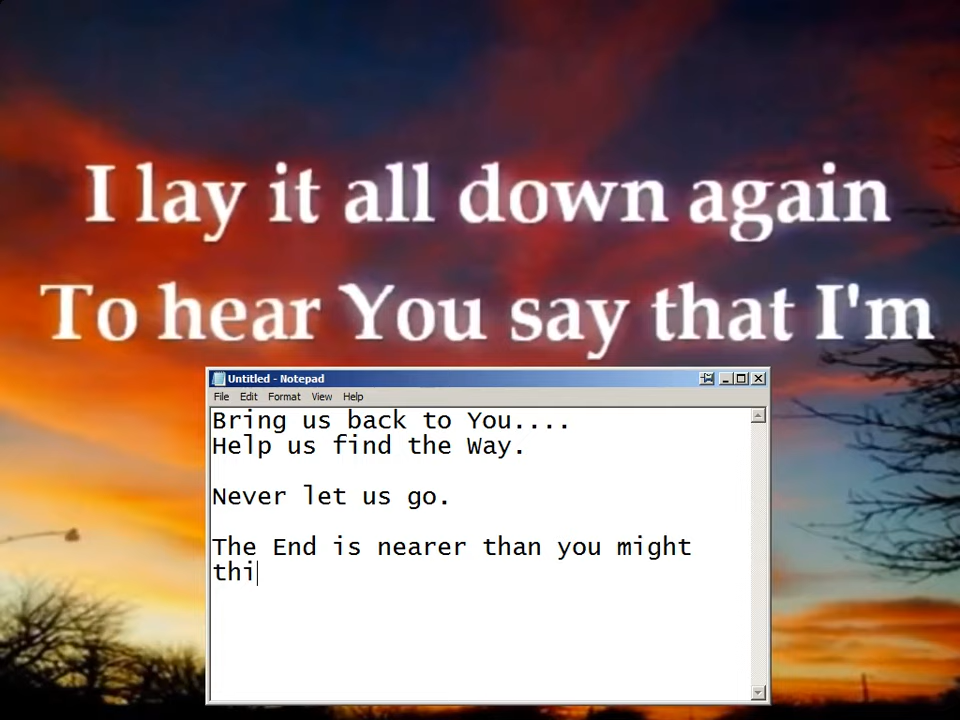 I lay it all down again
To hear You say that I'm
Untitled - Notepad
File Edit Format View Help
Bring us back to You....
Help us find the Way.
Never let us go.
The End is nearer than you might
thi